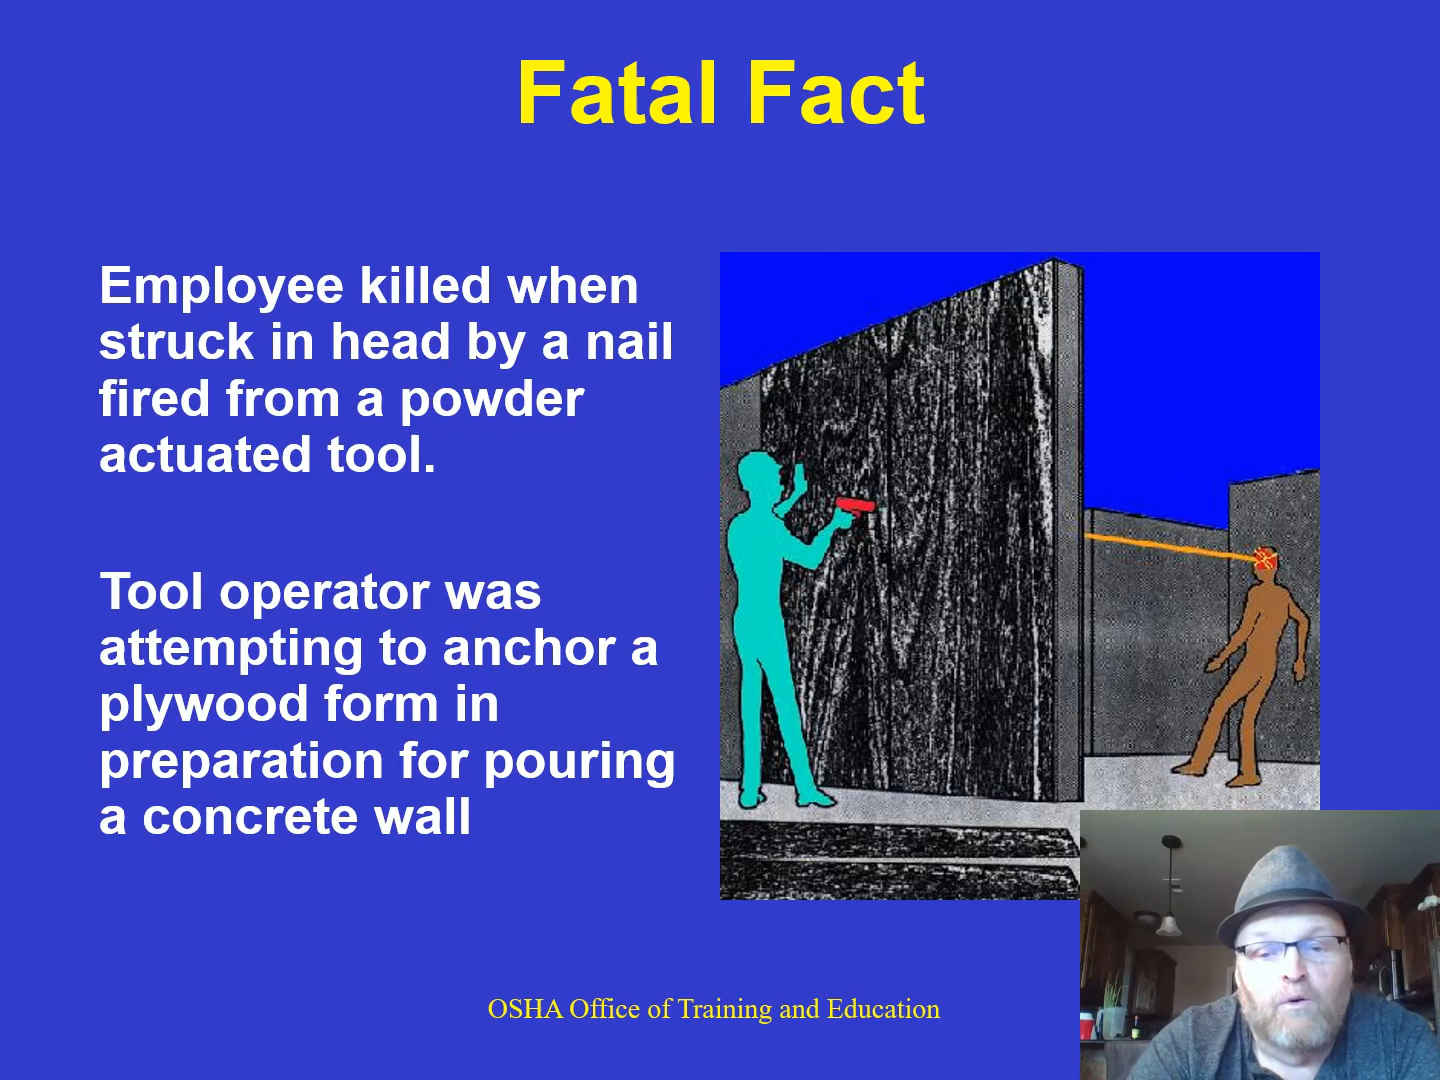 Fatal Fact
Employee killed when
struck in head by a nail
fired from a powder
actuated tool.
Tool operator was
attempting to anchor a
plywood form in
preparation for pouring
a concrete wall
OSHA Office of Training and Education